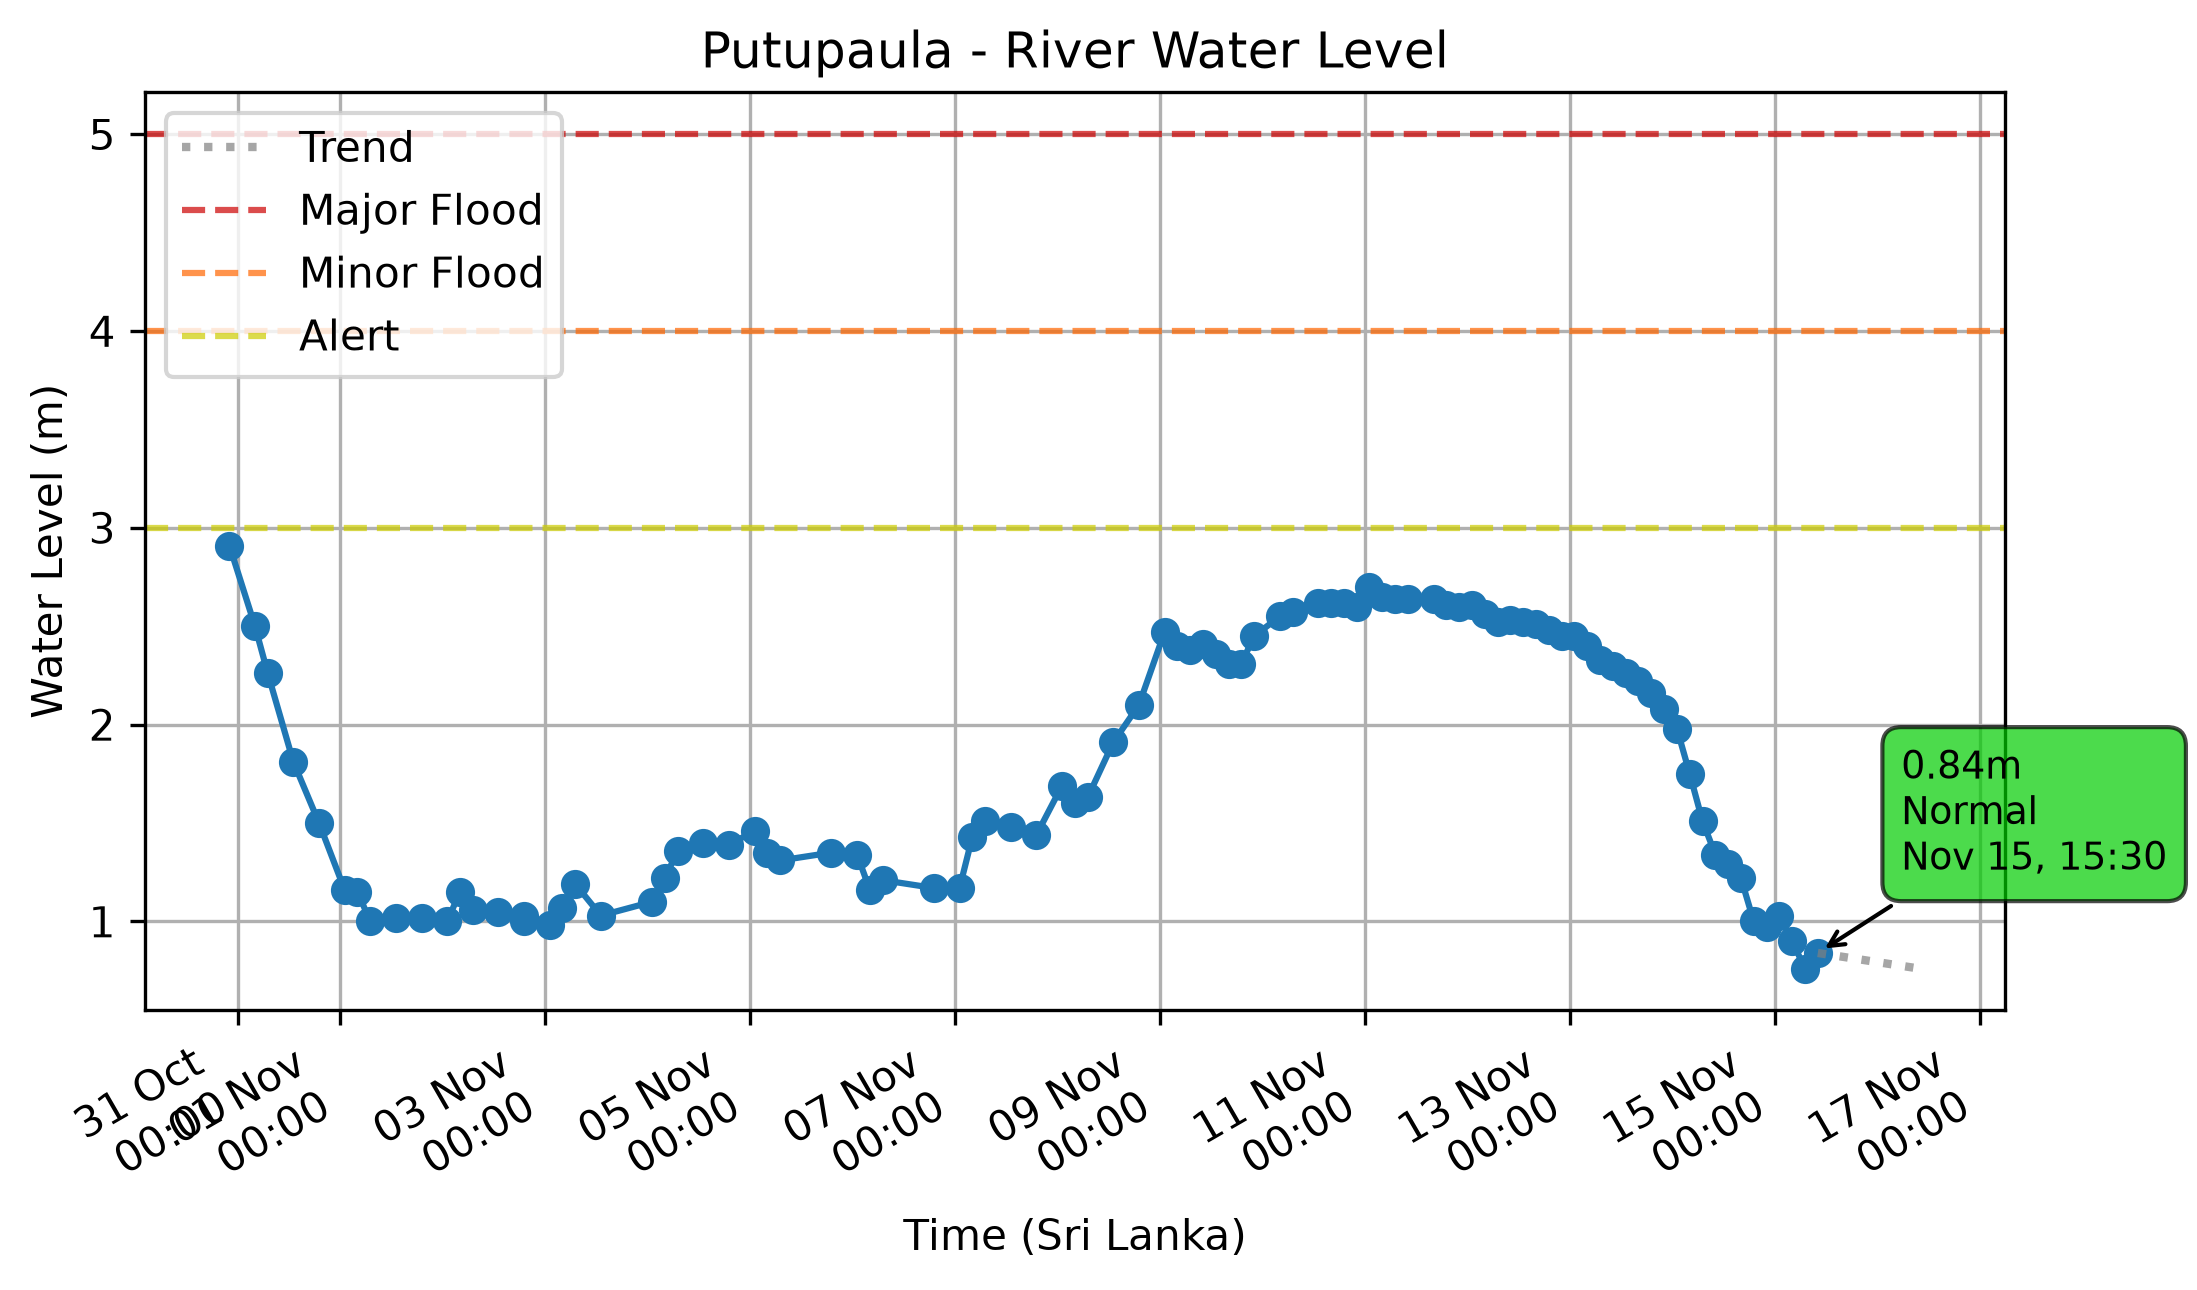 Putupaula - River Water Level
Trend
Major Flood
Minor Flood
Alert
5
4
3
2
1
Water Level (m)
0.84m
Normal
Nov 15, 15:30
31 Oct
00:00
01 Nov
00:00
03 Nov
00:00
05 Nov
00:00
07 Nov
00:00
09 Nov
00:00
11 Nov
00:00
13 Nov
00:00
15 Nov
00:00
17 Nov
00:00
Time (Sri Lanka)